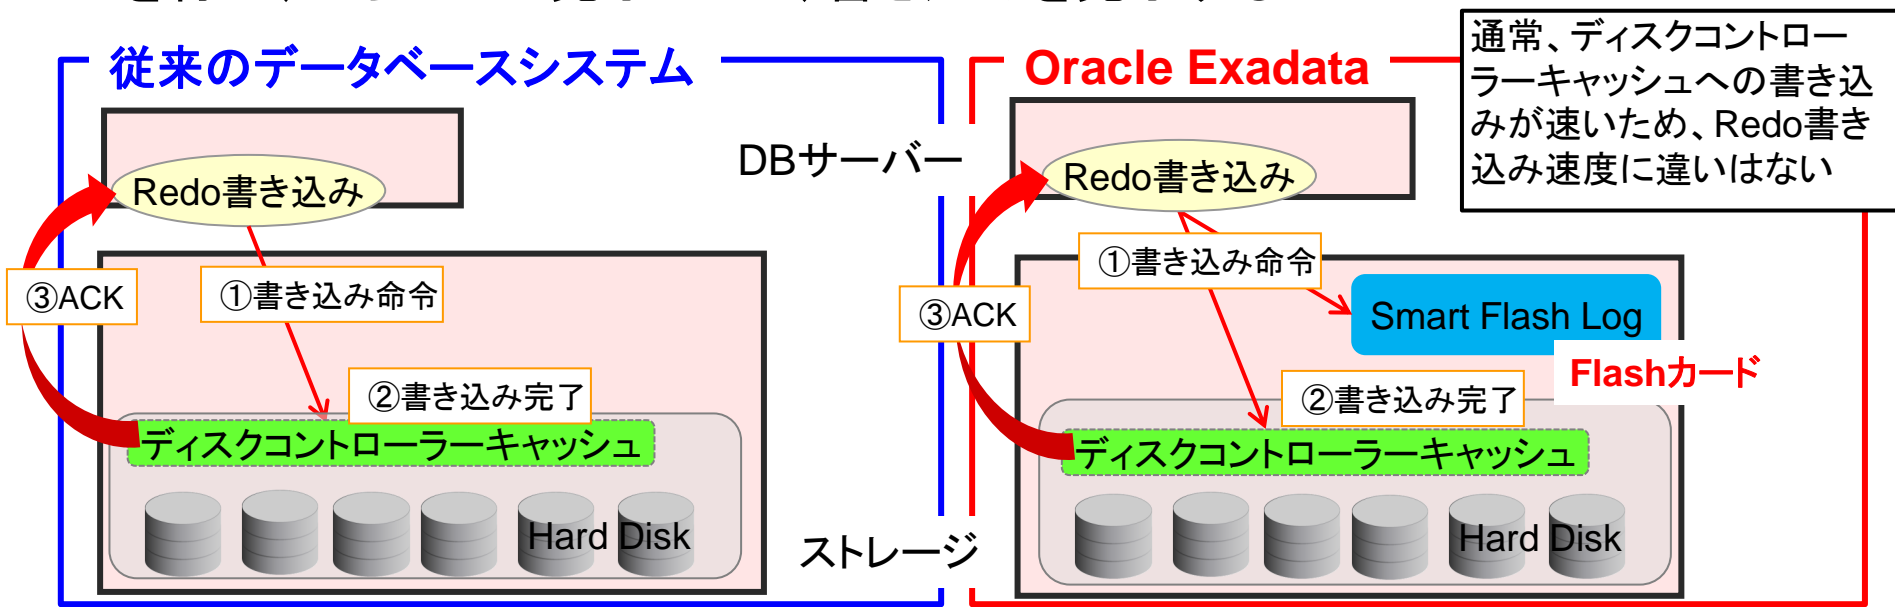 従来のデータベースシステム
Redo書き込み
③ACK
①書き込み命令
②書き込み完了
ディスクコントローラーキャッシュ
Hard Disk
DBサーバー
ストレージ
Oracle Exadata
通常、ディスクコントロー
ラーキャッシュへの書き込
みが速いため、Redo書き
込み速度に違いはない
Redo書き込み
①書き込み命令
③ACK
Smart Flash Log
Flashカード
②書き込み完了
ディスクコントローラーキャッシュ
Hard Disk